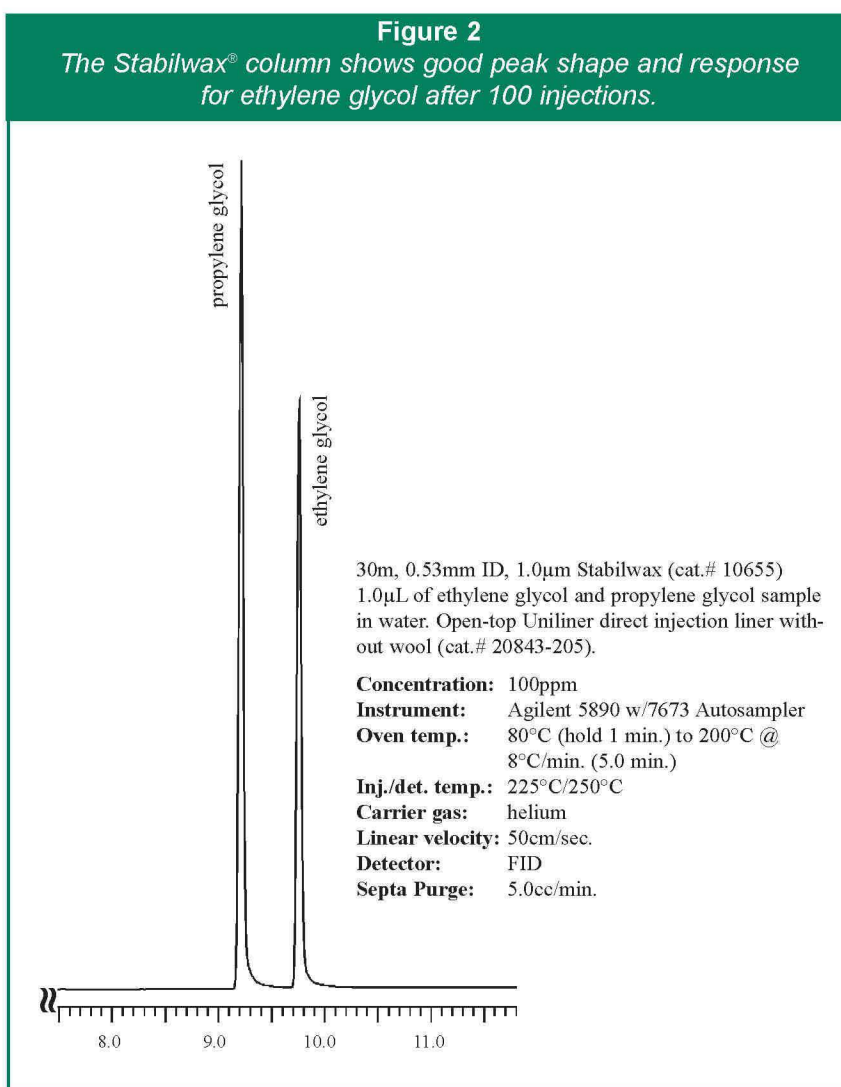 Figure 2
The Stabilwax® column shows good peak shape and response
for ethylene glycol after 100 injections.
propylene glycol
ethylene glycol
30m, 0.53mm ID, 1.0µm Stabilwax (cat.# 10655)
1.0µL of ethylene glycol and propylene glycol sample
in water. Open-top Uniliner direct injection liner with-
out wool (cat.# 20843-205).
Concentration: 100ppm
Instrument: Agilent 5890 w/7673 Autosampler
Oven temp.: 80°C (hold 1 min.) to 200°C @
8°C/min. (5.0 min.)
Inj./det. temp.: 225°C/250°C
Carrier gas: helium
Linear velocity: 50cm/sec.
Detector: FID
Septa Purge: 5.0cc/min.
8.0 9.0 10.0 11.0